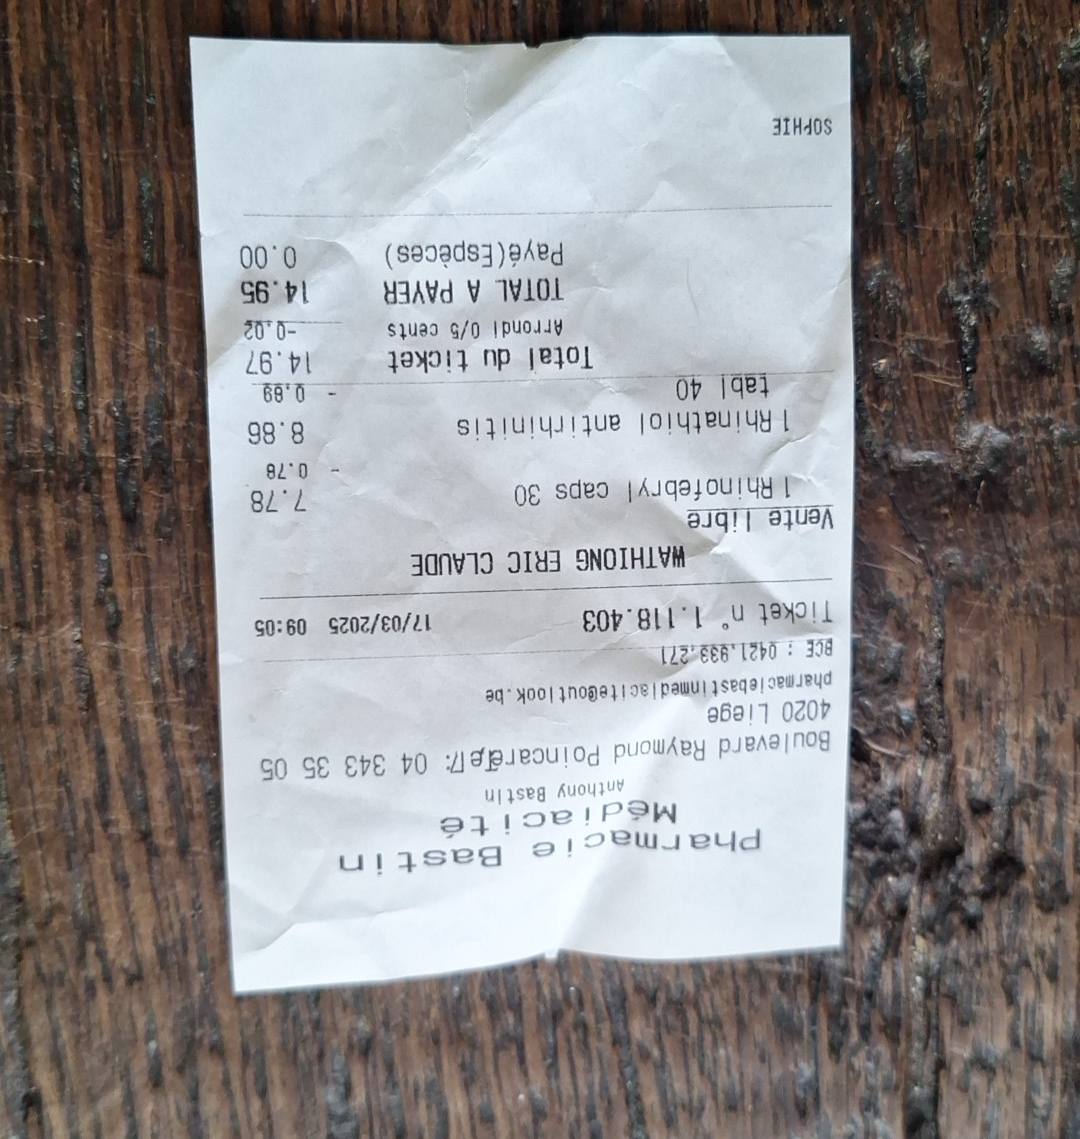 Pharmacie Bastin
Médiacité
Anthony Bastin
Boulevard Raymond Poincaré 7: 04 343 35 05
4020 Liege
pharmaciebastinmediacite@outlook.be
BCE : 0421.933.271
Ticket n° 1.118.403 17/03/2025 09:05
WATHIONG ERIC CLAUDE
Vente libre
1 Rhinofebryl caps 30 7.78
- 0.78
1 Rhinathiol antirhinitis 8.86
tabl 40 - 0.89
Total du ticket 14.97
Arrondi 0/5 cents -0.02
TOTAL A PAYER 14.95
Payé(Espèces) 0.00
SOPHIE